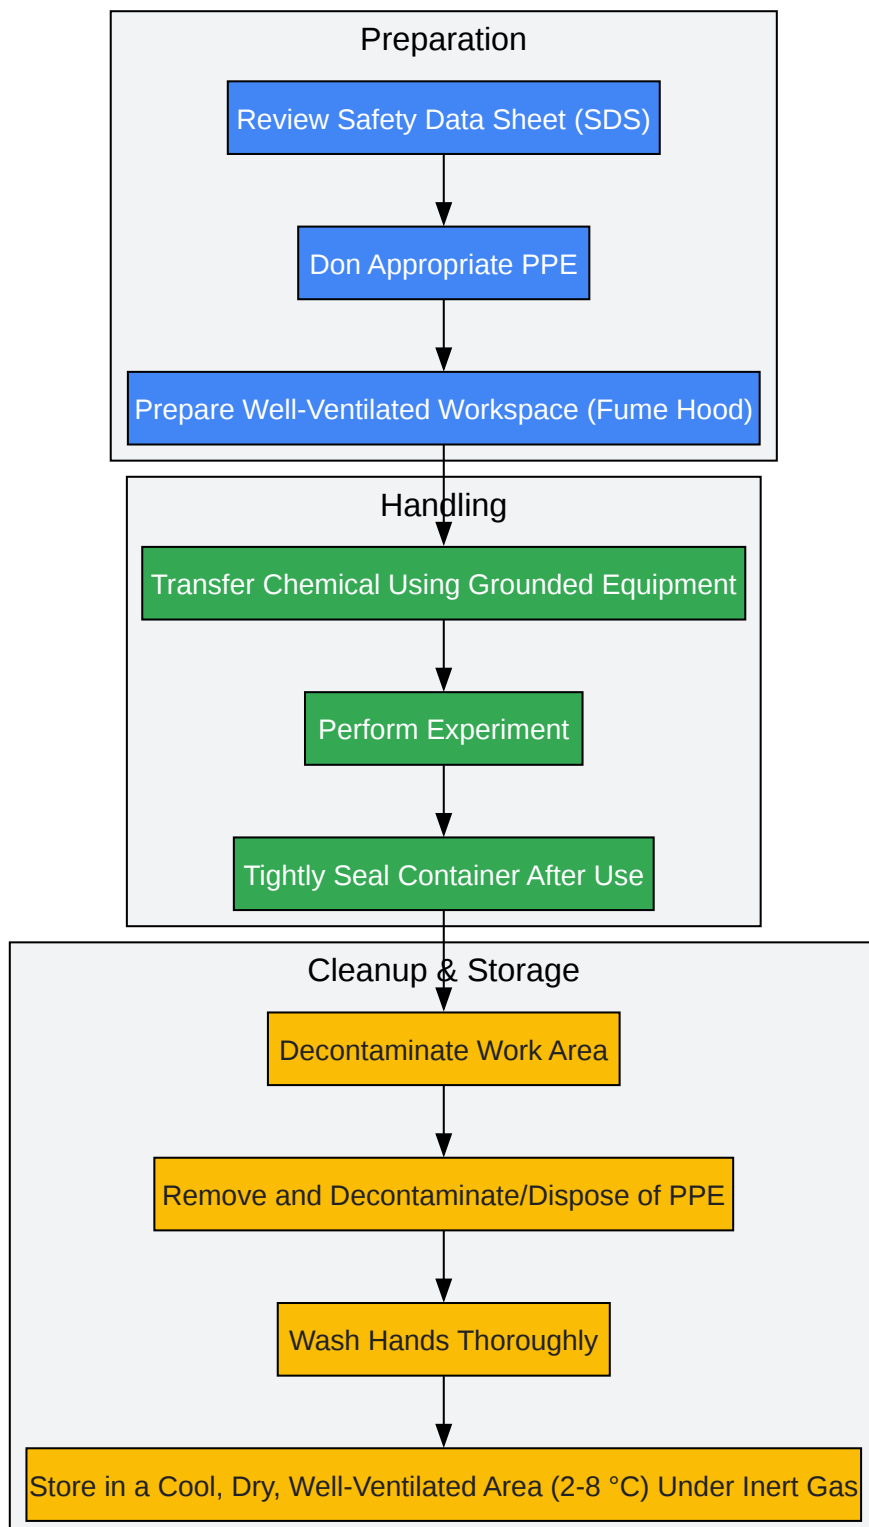 Preparation
Review Safety Data Sheet (SDS)
Don Appropriate PPE
Prepare Well-Ventilated Workspace (Fume Hood)
Handling
Transfer Chemical Using Grounded Equipment
Perform Experiment
Tightly Seal Container After Use
Cleanup & Storage
Decontaminate Work Area
Remove and Decontaminate/Dispose of PPE
Wash Hands Thoroughly
Store in a Cool, Dry, Well-Ventilated Area (2-8 °C) Under Inert Gas